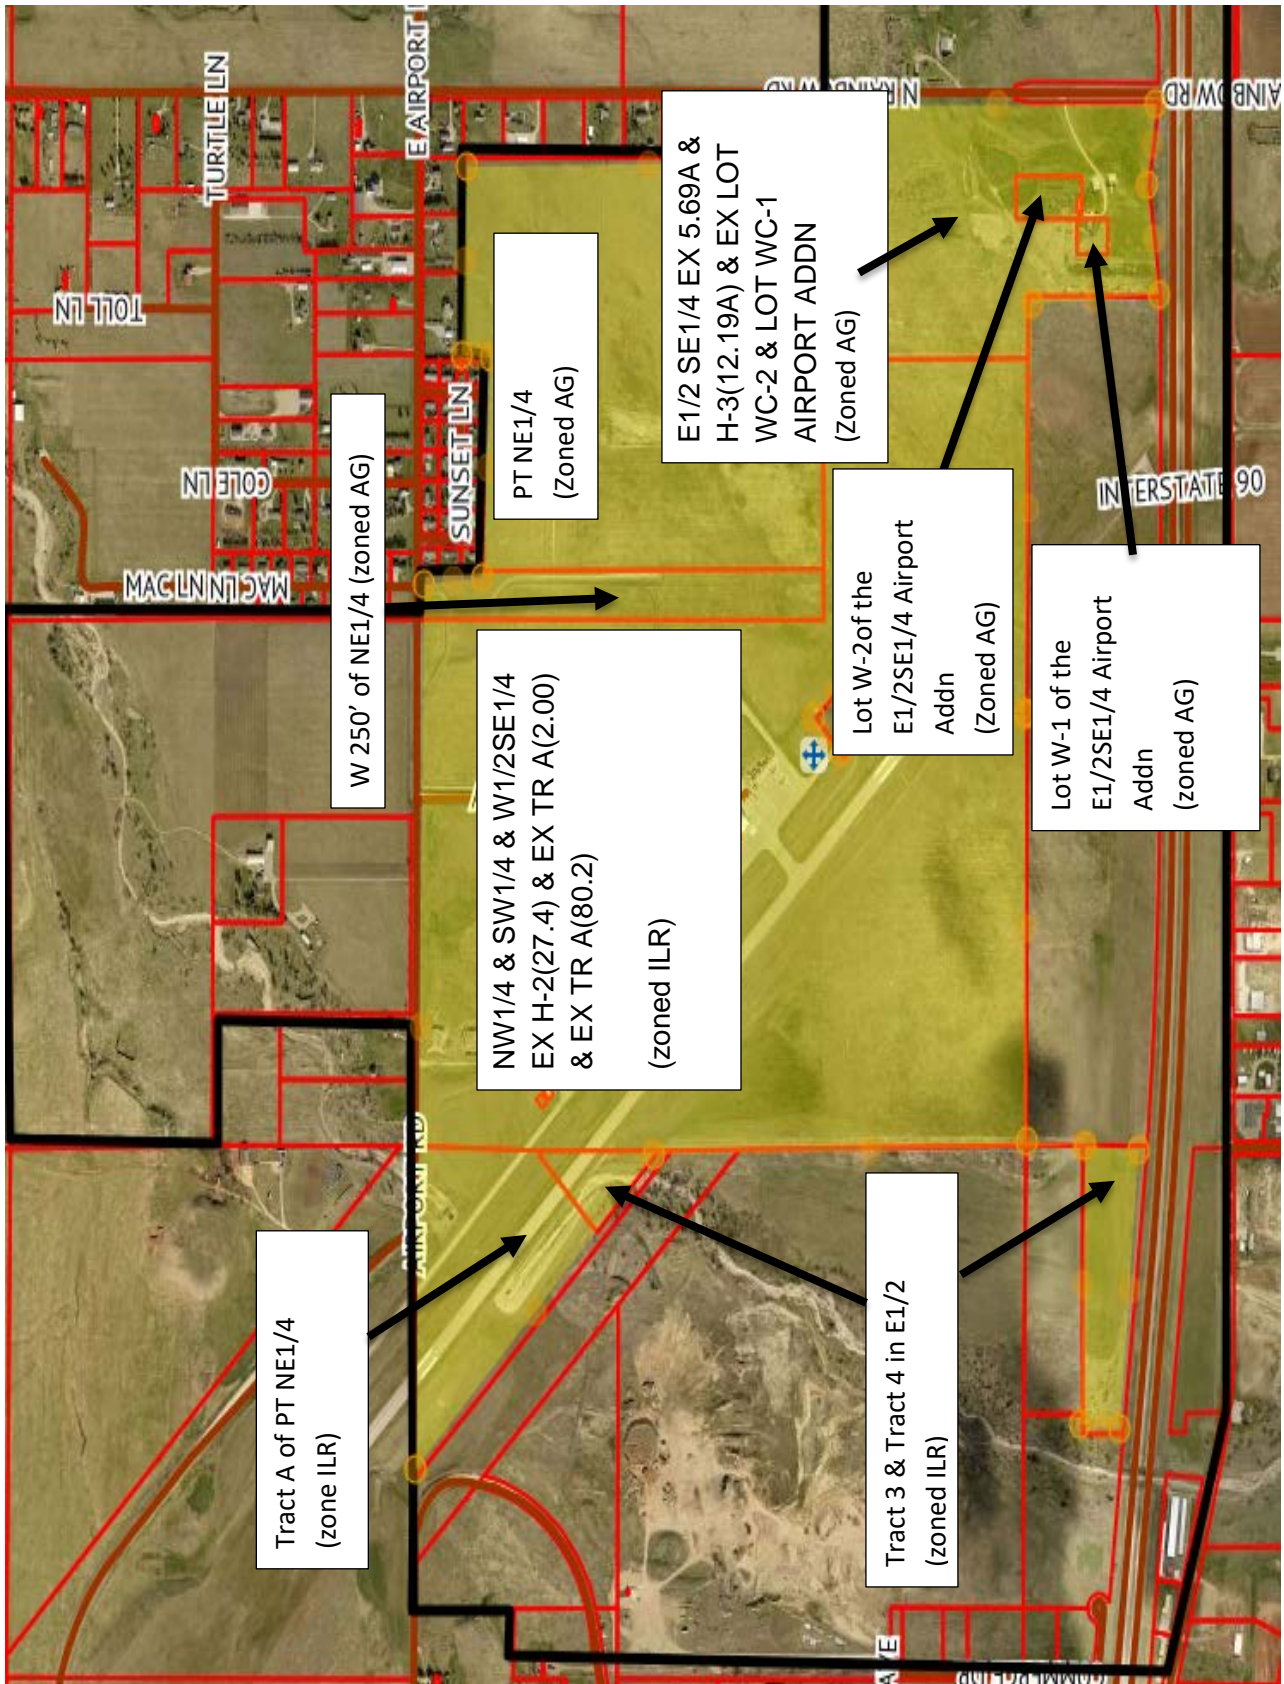 TURTLE LN
E AIRPORT
TOLL LN
N RAINBOW RD
AINBOW RD
COLE LN
SUNSET LN
MAC LN
INTERSTATE 90
AIRPORT RD
AVE
W 250' of NE1/4 (zoned AG)
PT NE1/4
(Zoned AG)
E1/2 SE1/4 EX 5.69A &
H-3(12.19A) & EX LOT
WC-2 & LOT WC-1
AIRPORT ADDN
(Zoned AG)
Lot W-2of the
E1/2SE1/4 Airport
Addn
(Zoned AG)
Lot W-1 of the
E1/2SE1/4 Airport
Addn
(zoned AG)
NW1/4 & SW1/4 & W1/2SE1/4
EX H-2(27.4) & EX TR A(2.00)
& EX TR A(80.2)
(zoned ILR)
Tract A of PT NE1/4
(zone ILR)
Tract 3 & Tract 4 in E1/2
(zoned ILR)